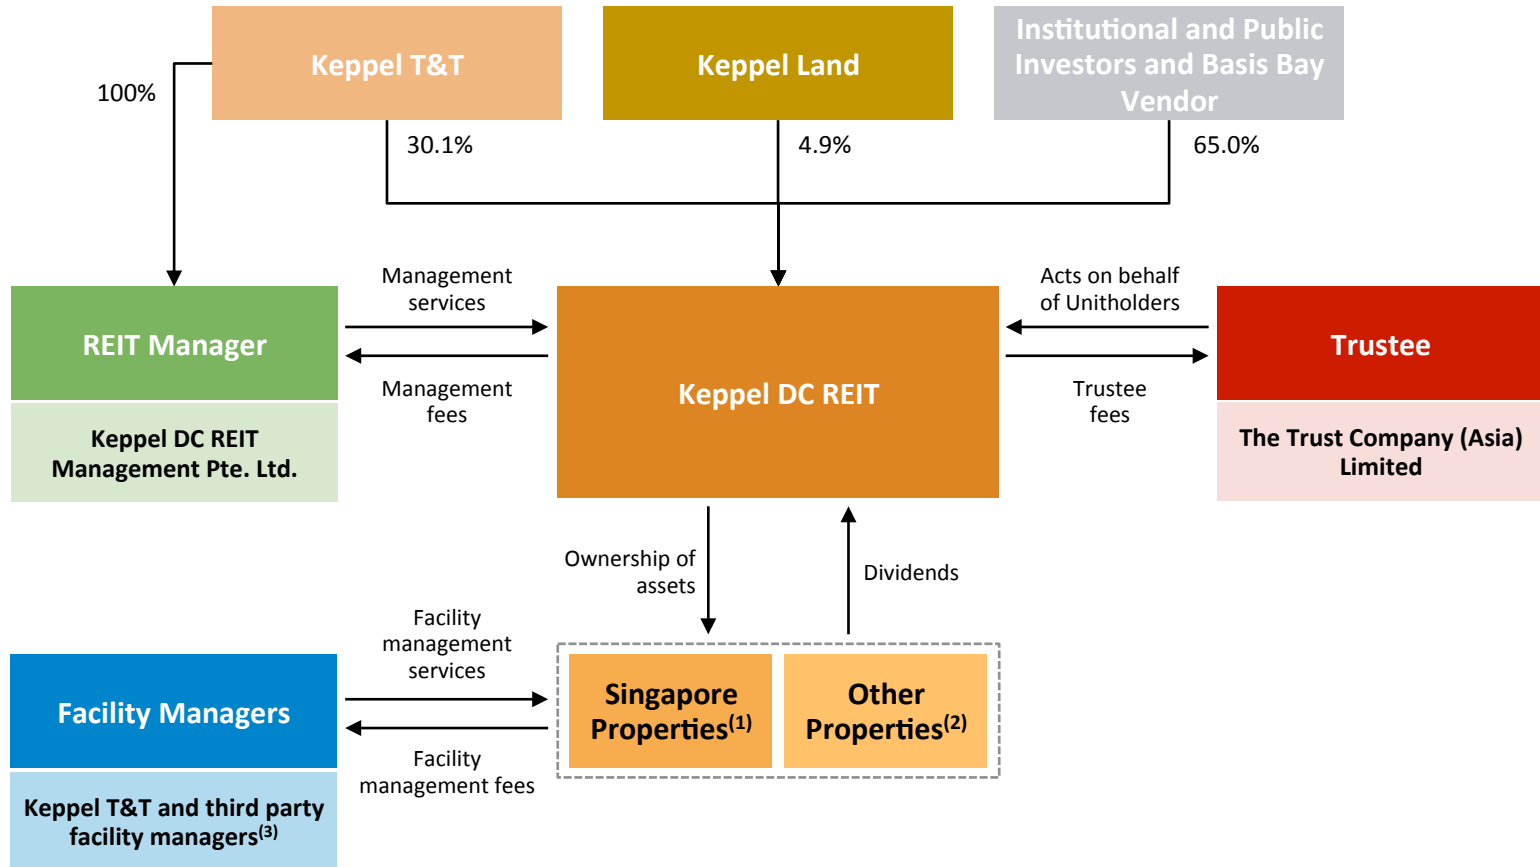 Keppel T&T
Keppel Land
Institutional and Public
Investors and Basis Bay
Vendor
100%
30.1%
4.9%
65.0%
Management
services
Acts on behalf
of Unitholders
REIT Manager
Keppel DC REIT
Trustee
Management
fees
Trustee
fees
Keppel DC REIT
Management Pte. Ltd.
The Trust Company (Asia)
Limited
Ownership of
assets
Dividends
Facility
management
services
Facility Managers
Singapore
Properties(1)
Other
Properties(2)
Facility
management fees
Keppel T&T and third party
facility managers(3)